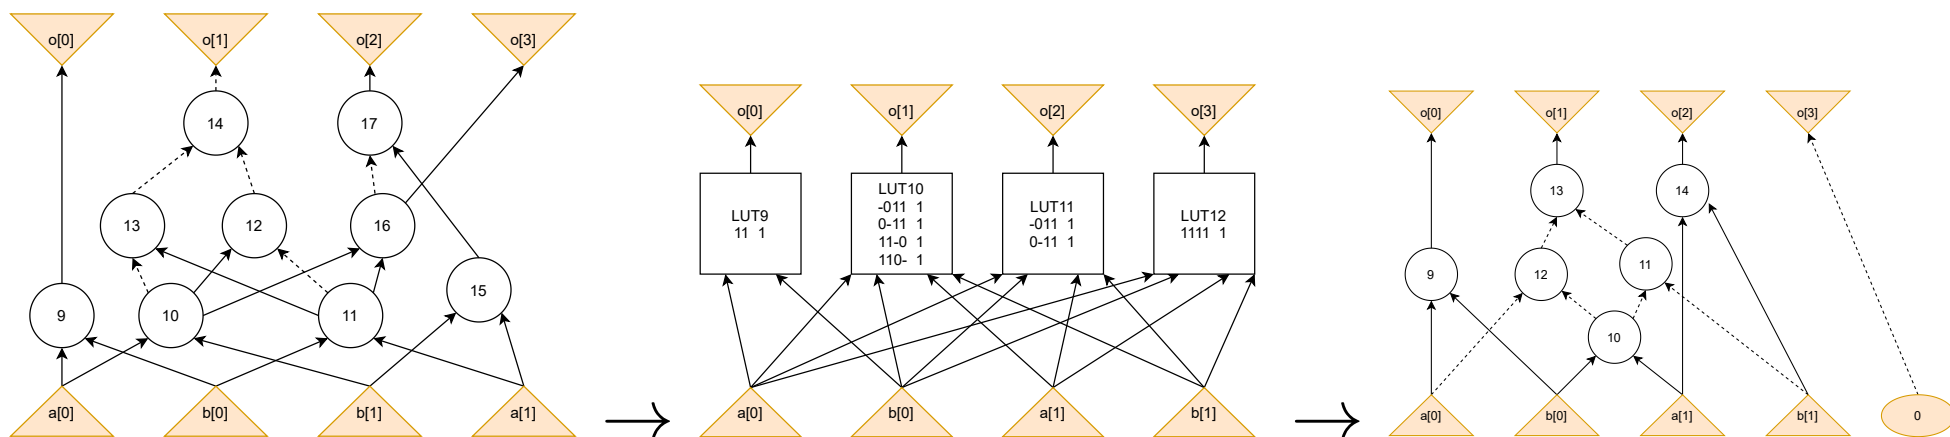 o[0]
o[1]
o[2]
o[3]
14
17
13
12
16
15
9
10
11
a[0]
b[0]
b[1]
a[1]
o[0]
o[1]
o[2]
o[3]
LUT9
11 1
LUT10
-011 1
0-11 1
11-0 1
110- 1
LUT11
-011 1
0-11 1
LUT12
1111 1
a[0]
b[0]
a[1]
b[1]
o[0]
o[1]
o[2]
o[3]
13
14
9
12
11
10
a[0]
b[0]
a[1]
b[1]
0